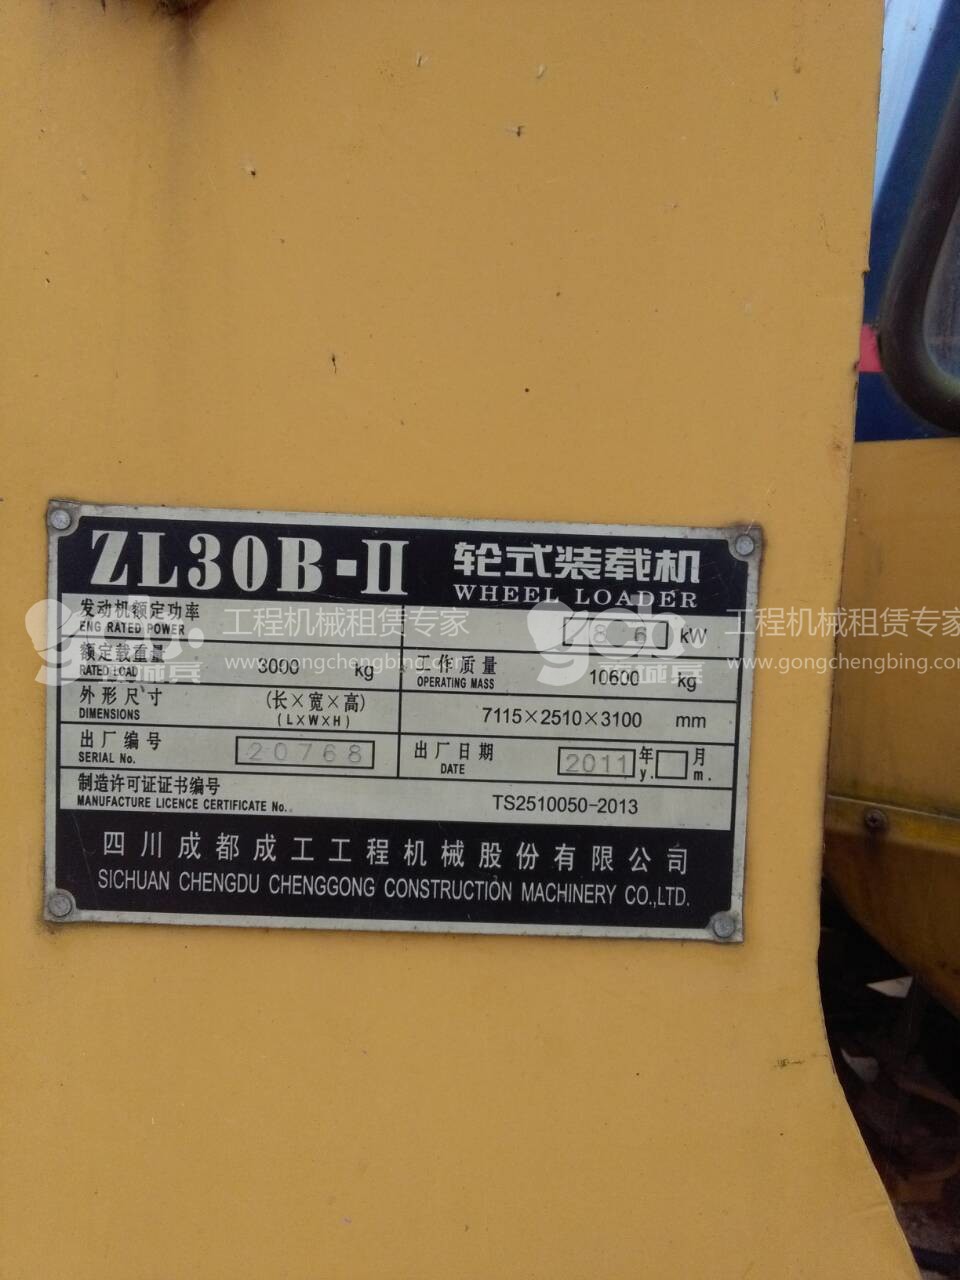 ZL30B-II 轮式装载机
WHEEL LOADER
发动机额定功率 86 kW
ENG RATED POWER
额定载重量 3000 kg 工作质量 10600 kg
RATED LOAD OPERATING MASS
外形尺寸 (长×宽×高) 7115×2510×3100 mm
DIMENSIONS (L×W×H)
出厂编号 20768 出厂日期 2011 年 月
SERIAL No. DATE y. m.
制造许可证证书编号 TS2510050-2013
MANUFACTURE LICENCE CERTIFICATE No.
四川成都成工工程机械股份有限公司
SICHUAN CHENGDU CHENGGONG CONSTRUCTION MACHINERY CO.,LTD.
工程机械租赁专家 工程机械租赁专家
www.gongchengbing.com www.gongchengbing.com